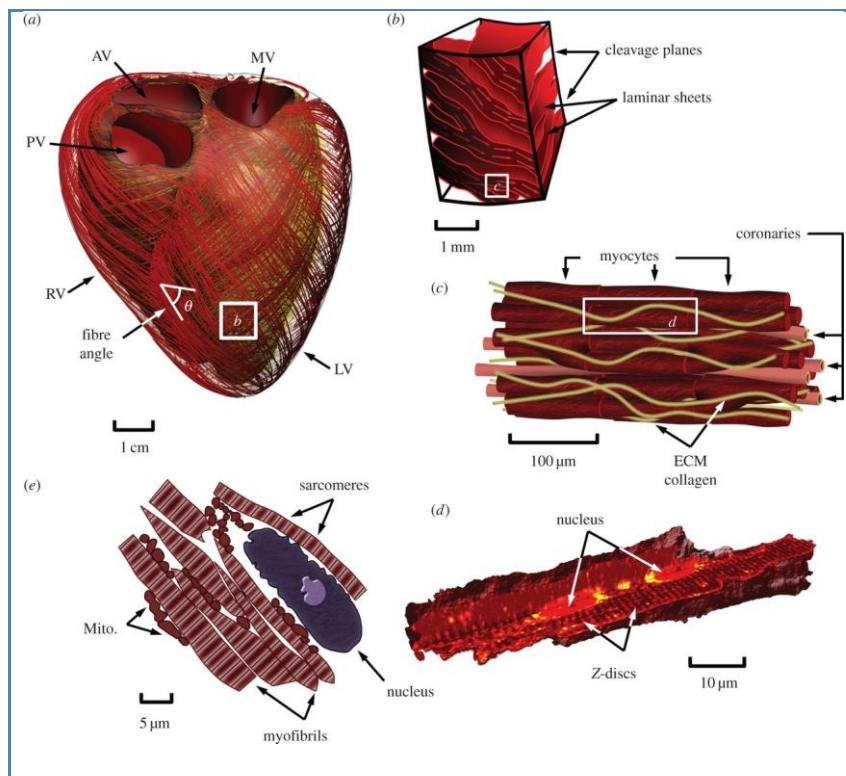 (a)
AV
MV
PV
RV
θ
fibre
angle
b
LV
1 cm
(b)
cleavage planes
laminar sheets
c
1 mm
coronaries
myocytes
(c)
d
100 µm
ECM
collagen
(e)
sarcomeres
Mito.
nucleus
5 µm
myofibrils
(d)
nucleus
Z-discs
10 µm